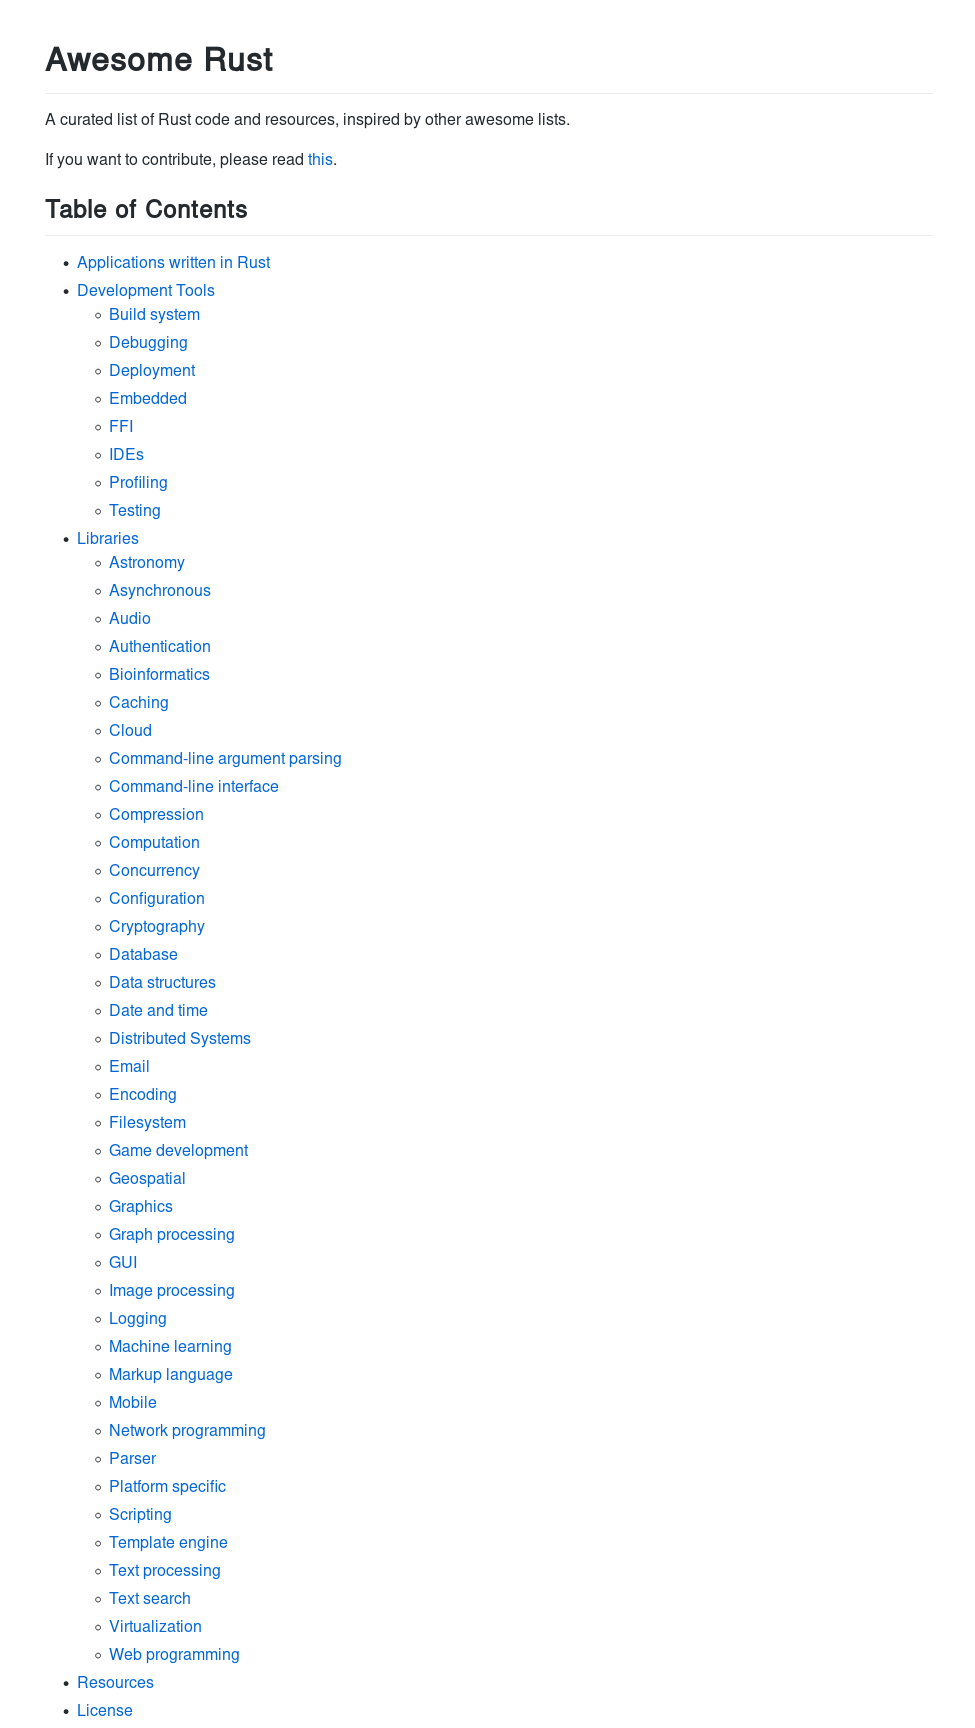 Awesome Rust
A curated list of Rust code and resources, inspired by other awesome lists.
If you want to contribute, please read this.
Table of Contents
Applications written in Rust
Development Tools
Build system
Debugging
Deployment
Embedded
FFI
IDEs
Profiling
Testing
Libraries
Astronomy
Asynchronous
Audio
Authentication
Bioinformatics
Caching
Cloud
Command-line argument parsing
Command-line interface
Compression
Computation
Concurrency
Configuration
Cryptography
Database
Data structures
Date and time
Distributed Systems
Email
Encoding
Filesystem
Game development
Geospatial
Graphics
Graph processing
GUI
Image processing
Logging
Machine learning
Markup language
Mobile
Network programming
Parser
Platform specific
Scripting
Template engine
Text processing
Text search
Virtualization
Web programming
Resources
License